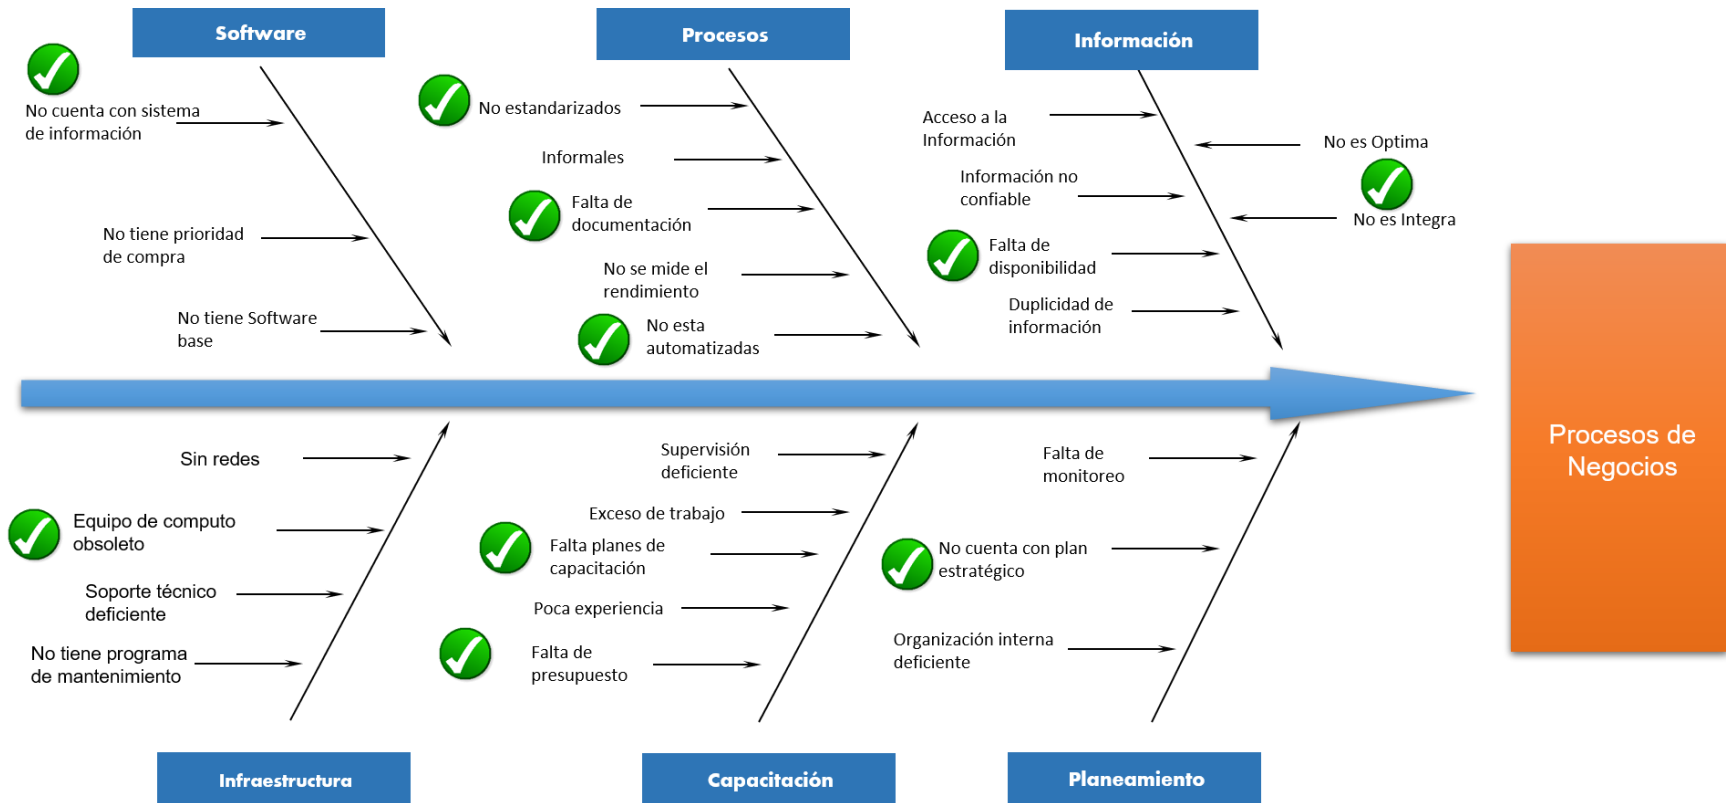 Software
Procesos
Información
No cuenta con sistema
de información
No tiene prioridad
de compra
No tiene Software
base
No estandarizados
Informales
Falta de
documentación
No se mide el
rendimiento
No esta
automatizadas
Acceso a la
Información
No es Optima
Información no
confiable
No es Integra
Falta de
disponibilidad
Duplicidad de
información
Procesos de
Negocios
Sin redes
Equipo de computo
obsoleto
Soporte técnico
deficiente
No tiene programa
de mantenimiento
Supervisión
deficiente
Exceso de trabajo
Falta planes de
capacitación
Poca experiencia
Falta de
presupuesto
Falta de
monitoreo
No cuenta con plan
estratégico
Organización interna
deficiente
Infraestructura
Capacitación
Planeamiento